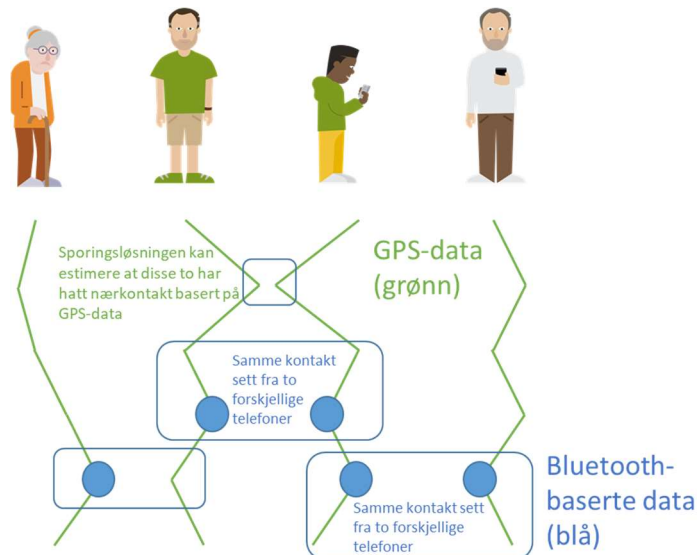 Sporingsløsningen kan
estimere at disse to har
hatt nærkontakt basert på
GPS-data
GPS-data
(grønn)
Samme kontakt
sett fra to
forskjellige
telefoner
Samme kontakt sett
fra to forskjellige
telefoner
Bluetooth-
baserte data
(blå)